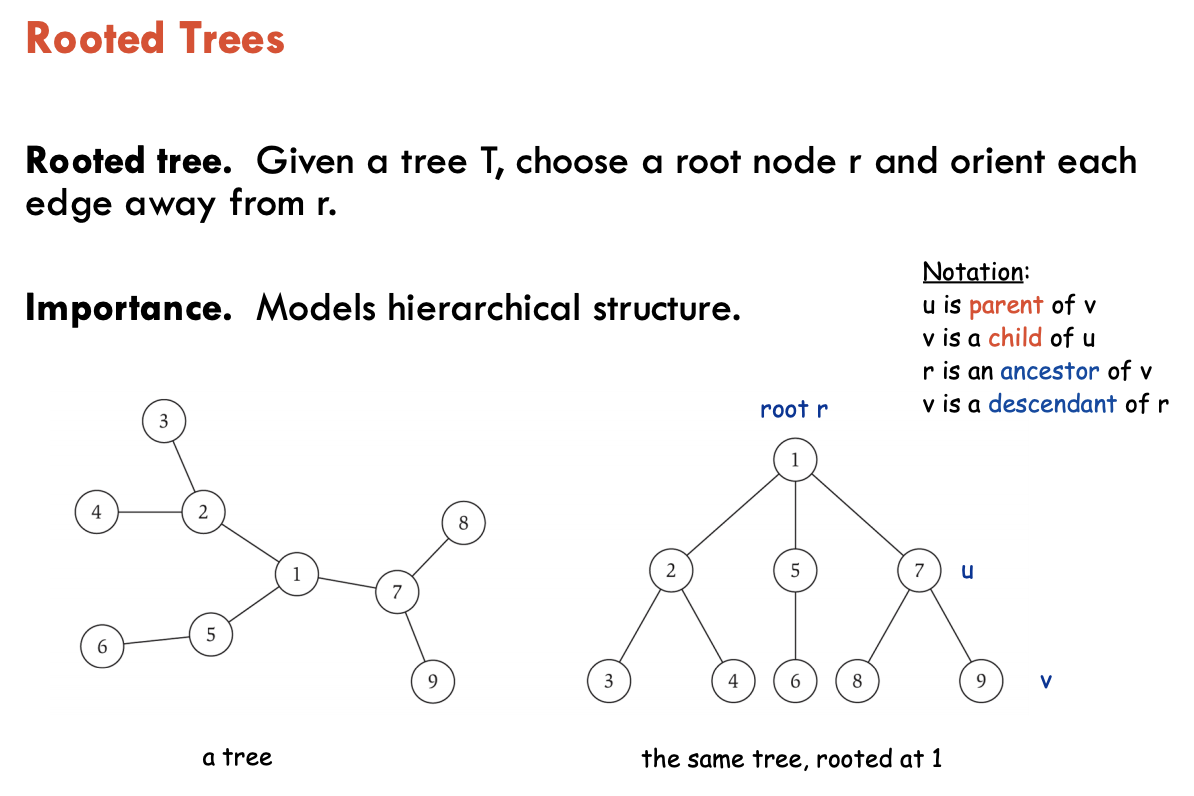 Rooted Trees
Rooted tree. Given a tree T, choose a root node r and orient each
edge away from r.
Importance. Models hierarchical structure.
Notation:
u is parent of v
v is a child of u
r is an ancestor of v
v is a descendant of r
3
4
2
8
1
7
6
5
9
a tree
root r
1
2
5
7
u
3
4
6
8
9
v
the same tree, rooted at 1